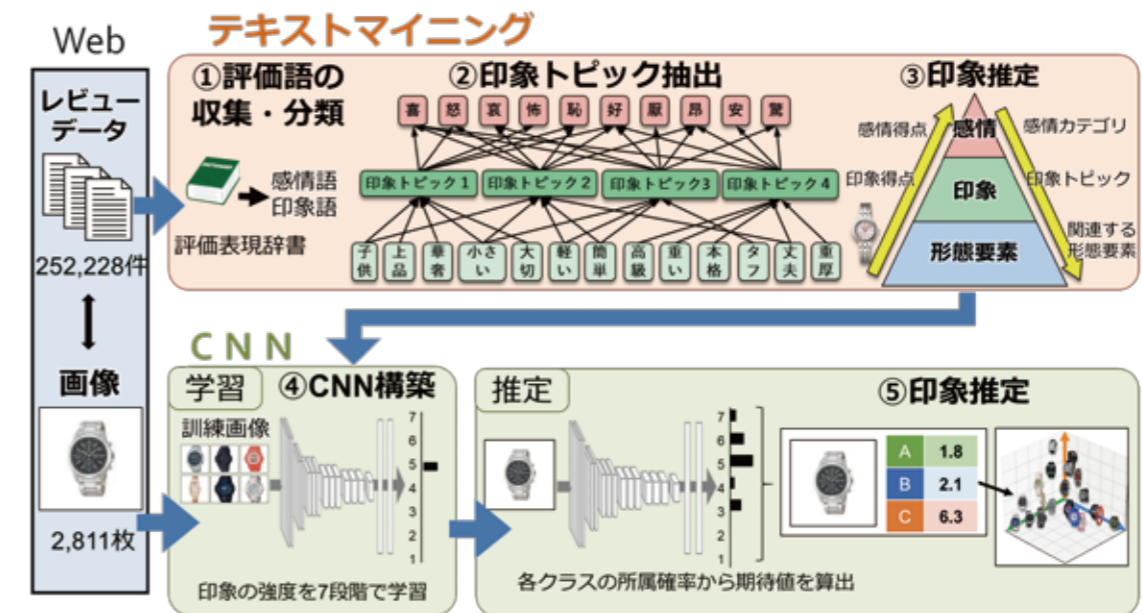 Web
テキストマイニング
レビュー
データ
252,228件
画像
2,811枚
①評価語の
収集・分類
感情語
印象語
評価表現辞書
②印象トピック抽出
喜 怒 哀 怖 恥 好 厭 昂 安 驚
印象トピック1 印象トピック2 印象トピック3 印象トピック4
子供 上品 華奢 小さい 大切 軽い 簡単 高級 重い 本格 タフ 丈夫 重厚
③印象推定
感情得点
感情
感情カテゴリ
印象得点
印象
印象トピック
形態要素
関連する
形態要素
CNN
学習
④CNN構築
訓練画像
7
6
5
4
3
2
1
印象の強度を7段階で学習
推定
⑤印象推定
7
6
5
4
3
2
1
A 1.8
B 2.1
C 6.3
各クラスの所属確率から期待値を算出